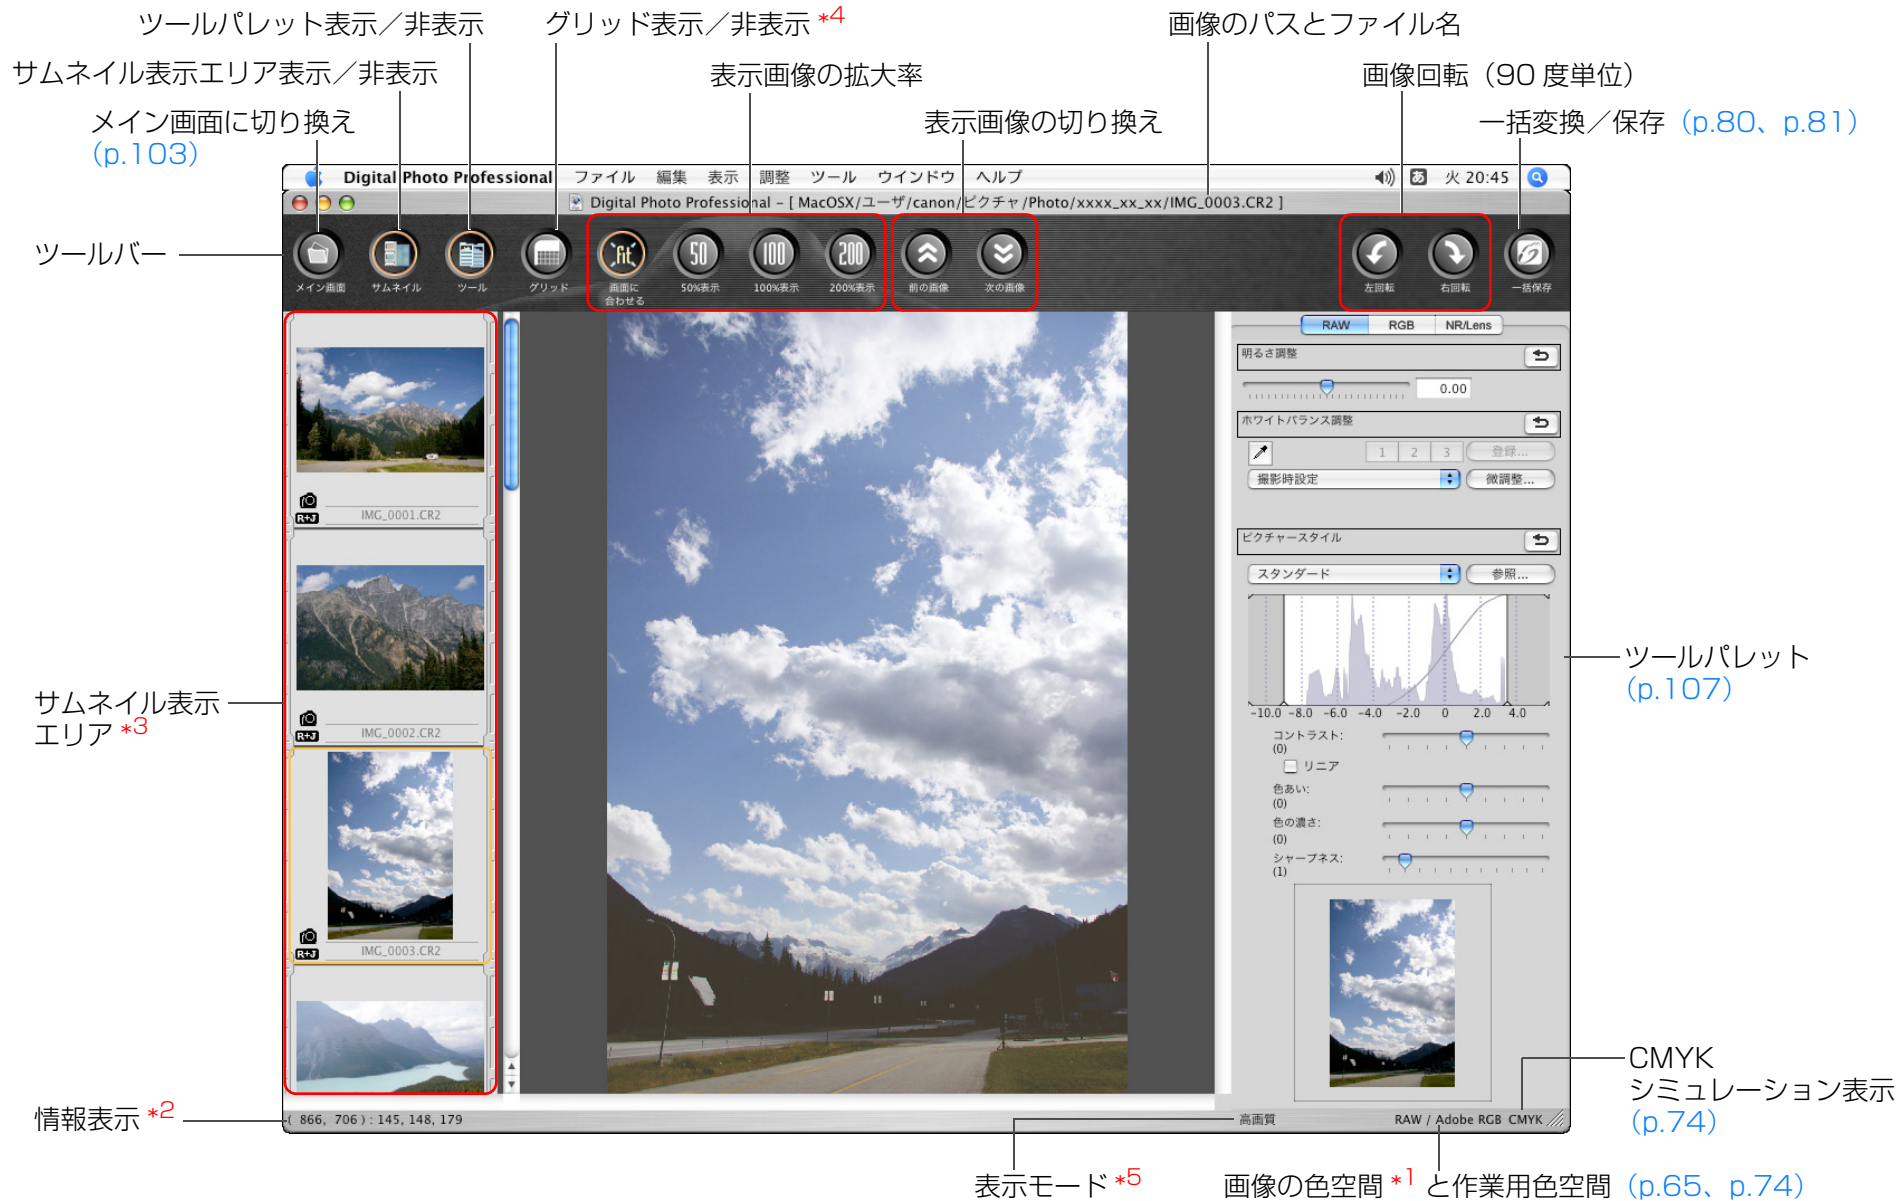 ツールパレット表示／非表示
グリッド表示／非表示 *4
画像のパスとファイル名
サムネイル表示エリア表示／非表示
表示画像の拡大率
画像回転（90 度単位）
メイン画面に切り換え
（p.103）
表示画像の切り換え
一括変換／保存（p.80、p.81）
Digital Photo Professional ファイル 編集 表示 調整 ツール ウインドウ ヘルプ あ 火 20:45
Digital Photo Professional – [ MacOSX/ユーザ/canon/ピクチャ/Photo/xxxx_xx_xx/IMG_0003.CR2 ]
ツールバー
fit 50 100 200
メイン画面 サムネイル ツール グリッド 画面に合わせる 50%表示 100%表示 200%表示 前の画像 次の画像 左回転 右回転 一括保存
RAW RGB NR/Lens
明るさ調整
0.00
ホワイトバランス調整
1 2 3 登録...
撮影時設定 微調整...
ピクチャースタイル
スタンダード 参照...
-10.0 -8.0 -6.0 -4.0 -2.0 0 2.0 4.0
コントラスト:
(0)
リニア
色あい:
(0)
色の濃さ:
(0)
シャープネス:
(1)
R+J IMG_0001.CR2
R+J IMG_0002.CR2
R+J IMG_0003.CR2
サムネイル表示
エリア *3
ツールパレット
（p.107）
CMYK
シミュレーション表示
（p.74）
情報表示 *2
( 866, 706 ) : 145, 148, 179
高画質
RAW / Adobe RGB CMYK
表示モード *5
画像の色空間 *1 と作業用色空間（p.65、p.74）